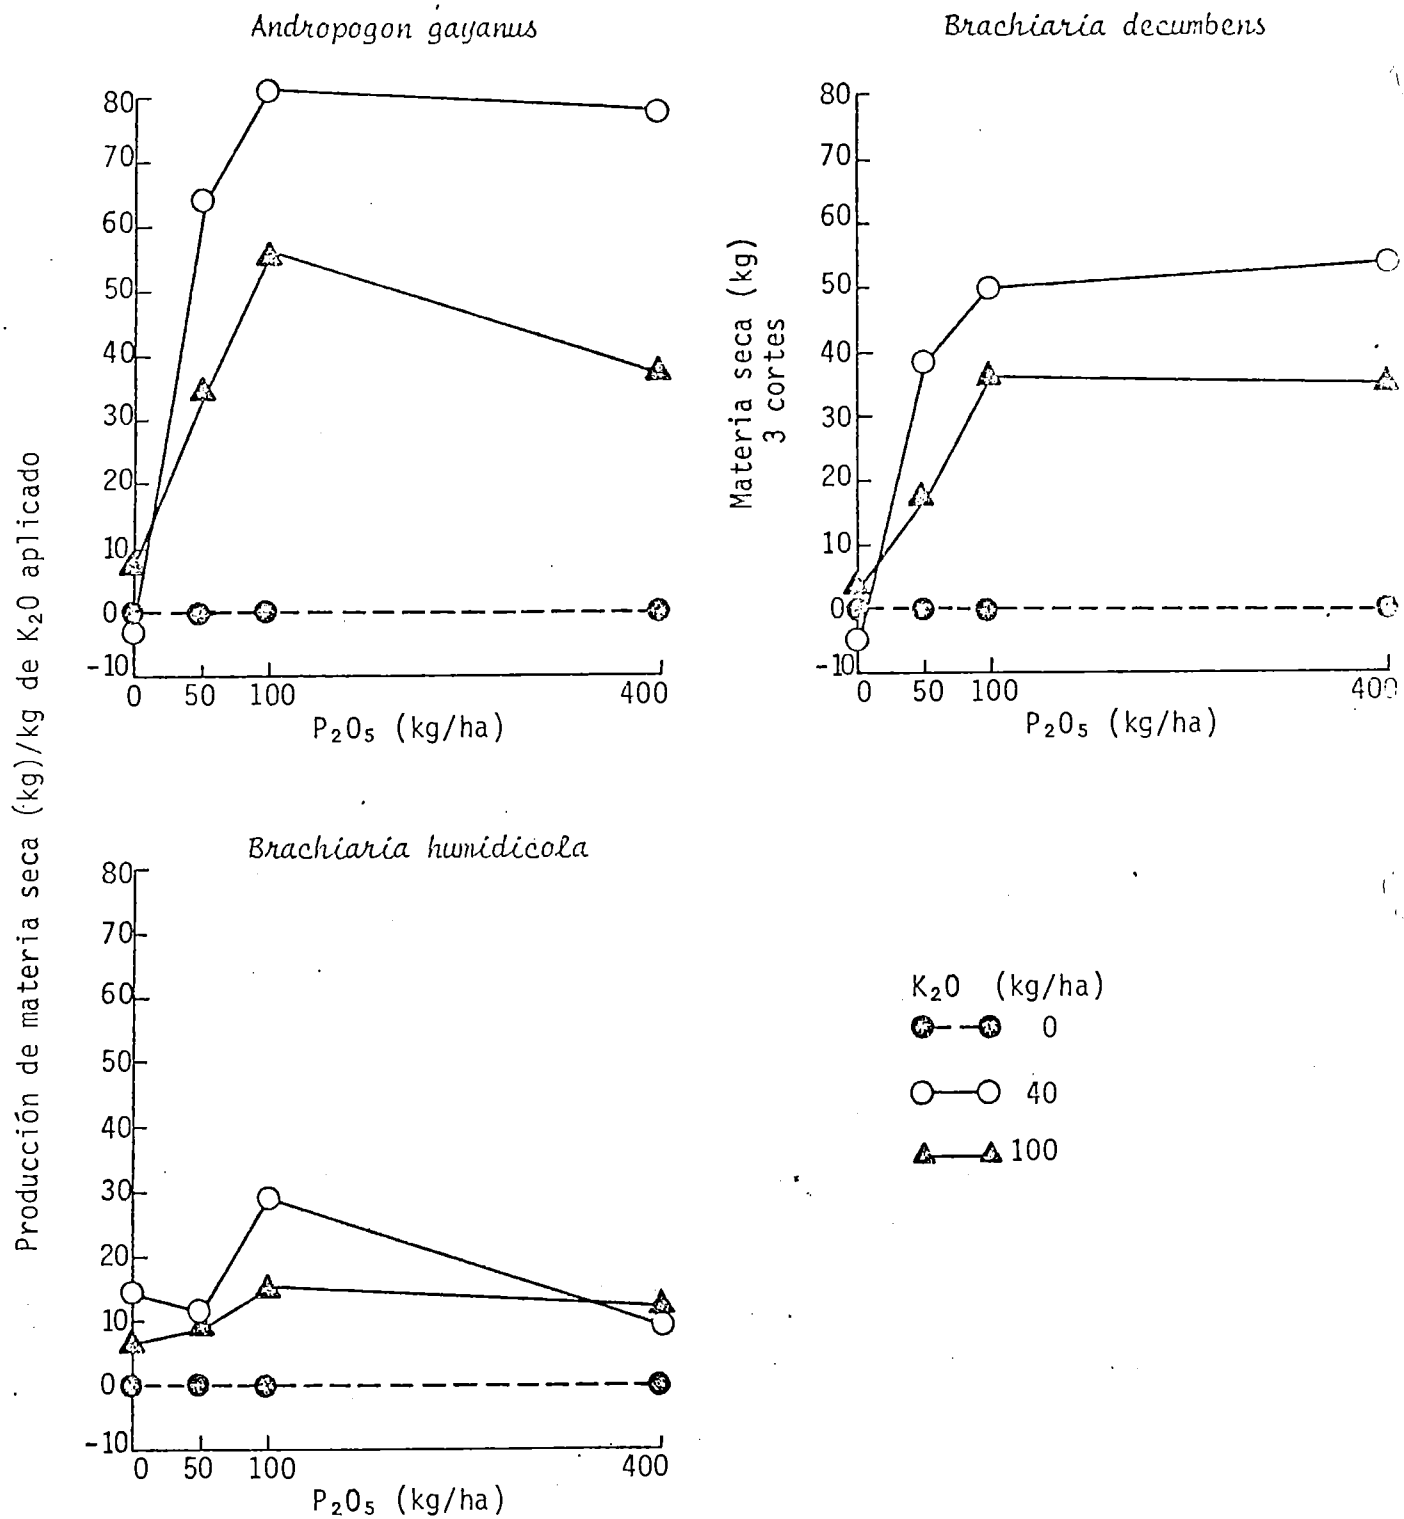 Andropogon gayanus
80
70
60
50
40
30
20
10
0
-10
0 50 100 400
P₂O₅ (kg/ha)
Brachiaria decumbens
Materia seca (kg)
3 cortes
80
70
60
50
40
30
20
10
0
-10
0 50 100 400
P₂O₅ (kg/ha)
Producción de materia seca (kg)/kg de K₂O aplicado
Brachiaria humidicola
80
70
60
50
40
30
20
10
0
-10
0 50 100 400
P₂O₅ (kg/ha)
K₂O (kg/ha)
0
40
100